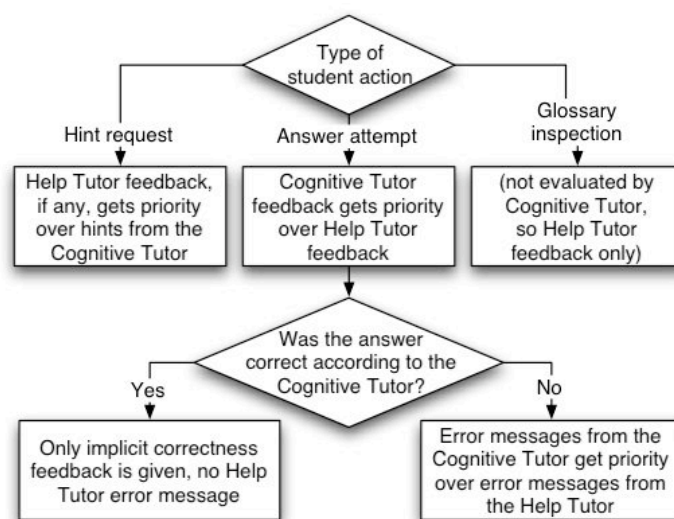 Type of
student action
Hint request
Answer attempt
Glossary
inspection
Help Tutor feedback,
if any, gets priority
over hints from the
Cognitive Tutor
Cognitive Tutor
feedback gets priority
over Help Tutor
feedback
(not evaluated by
Cognitive Tutor,
so Help Tutor
feedback only)
Was the answer
correct according to the
Cognitive Tutor?
Yes
No
Only implicit correctness
feedback is given, no Help
Tutor error message
Error messages from the
Cognitive Tutor get priority
over error messages from
the Help Tutor